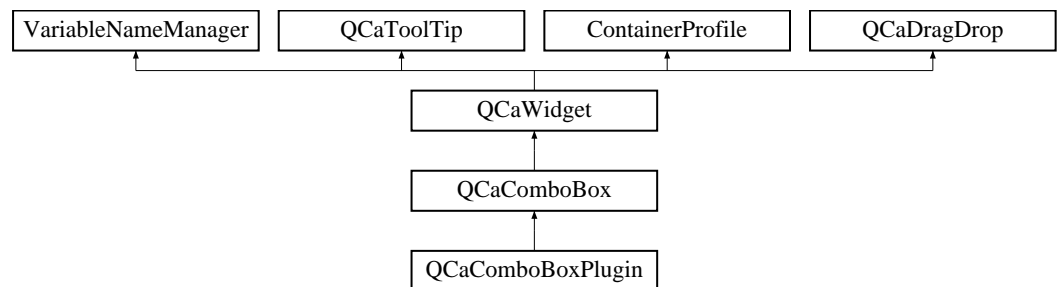 VariableNameManager
QCaToolTip
ContainerProfile
QCaDragDrop
QCaWidget
QCaComboBox
QCaComboBoxPlugin